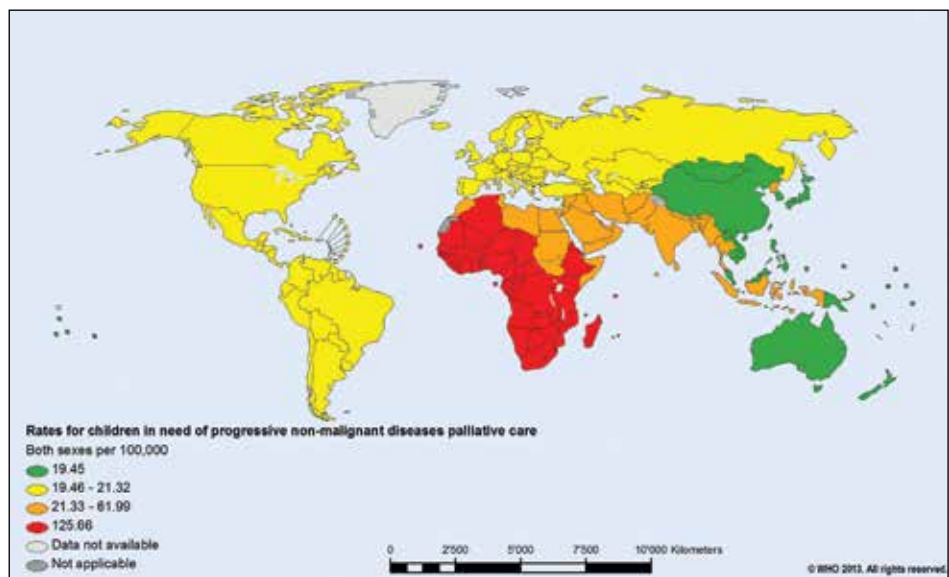 Rates for children in need of progressive non-malignant diseases palliative care
Both sexes per 100,000
19.45
19.46 - 21.32
21.33 - 61.99
125.66
Data not available
Not applicable
0 2'500 5'000 7'500 10'000 Kilometers
© WHO 2013. All rights reserved